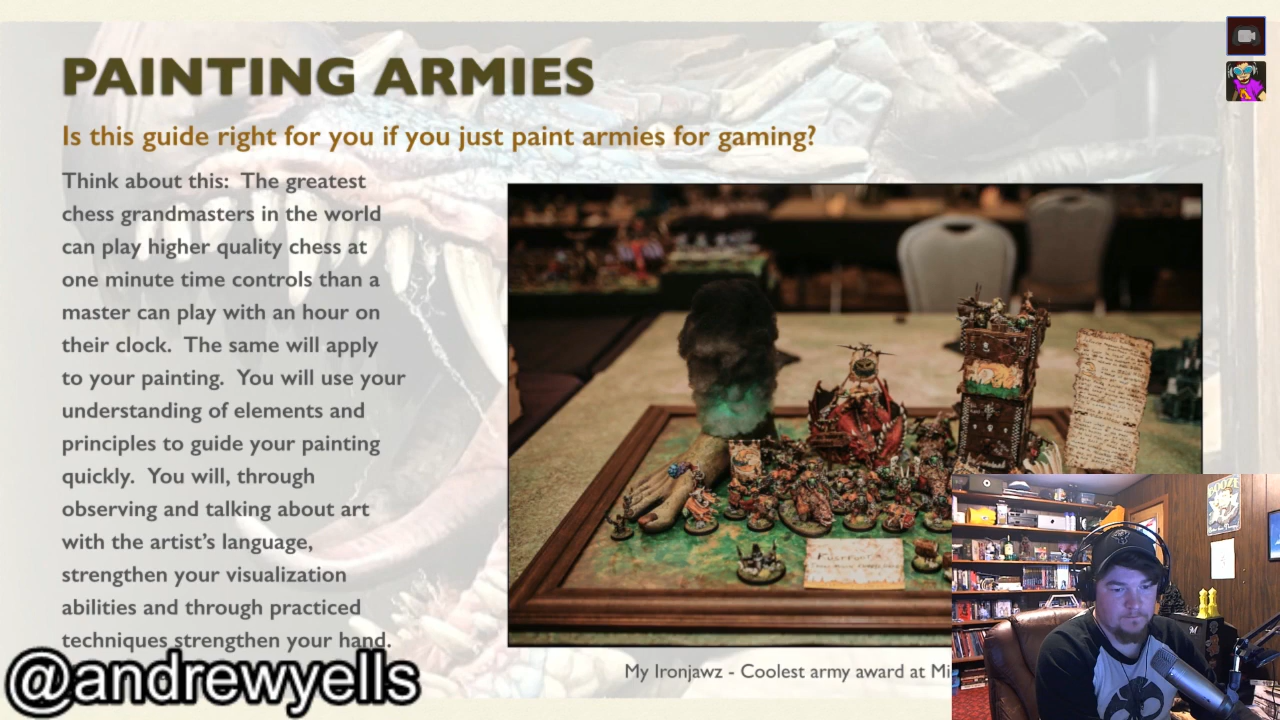 PAINTING ARMIES
Is this guide right for you if you just paint armies for gaming?
Think about this:  The greatest
chess grandmasters in the world
can play higher quality chess at
one minute time controls than a
master can play with an hour on
their clock.  The same will apply
to your painting.  You will use your
understanding of elements and
principles to guide your painting
quickly.  You will, through
observing and talking about art
with the artist’s language,
strengthen your visualization
abilities and through practiced
techniques strengthen your hand.
My Ironjawz - Coolest army award at Mi
@andrewyells